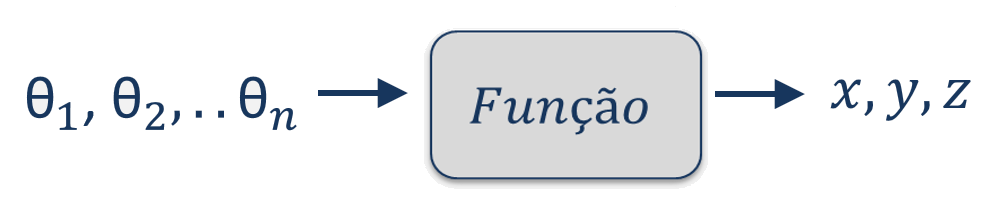 θ₁, θ₂,..θₙ Função x, y, z